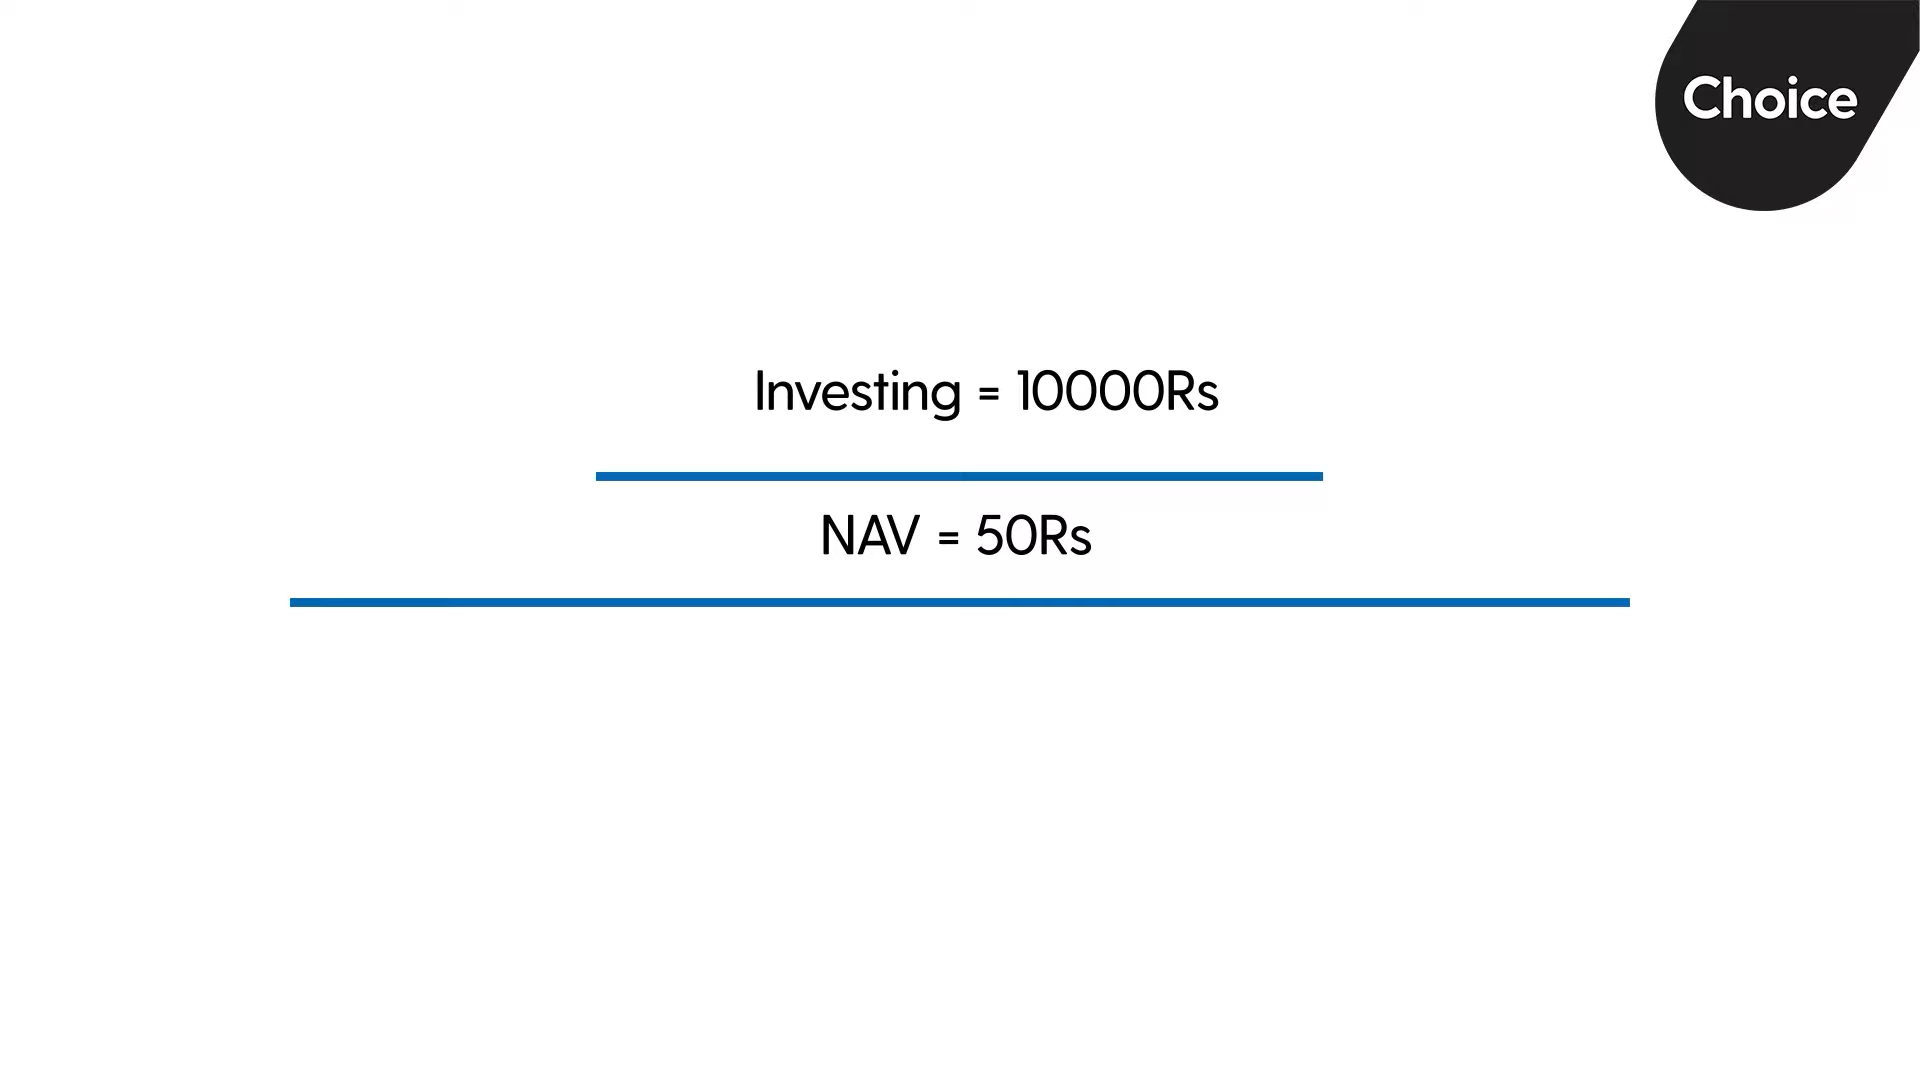 Choice
Investing = 10000Rs
NAV = 50Rs